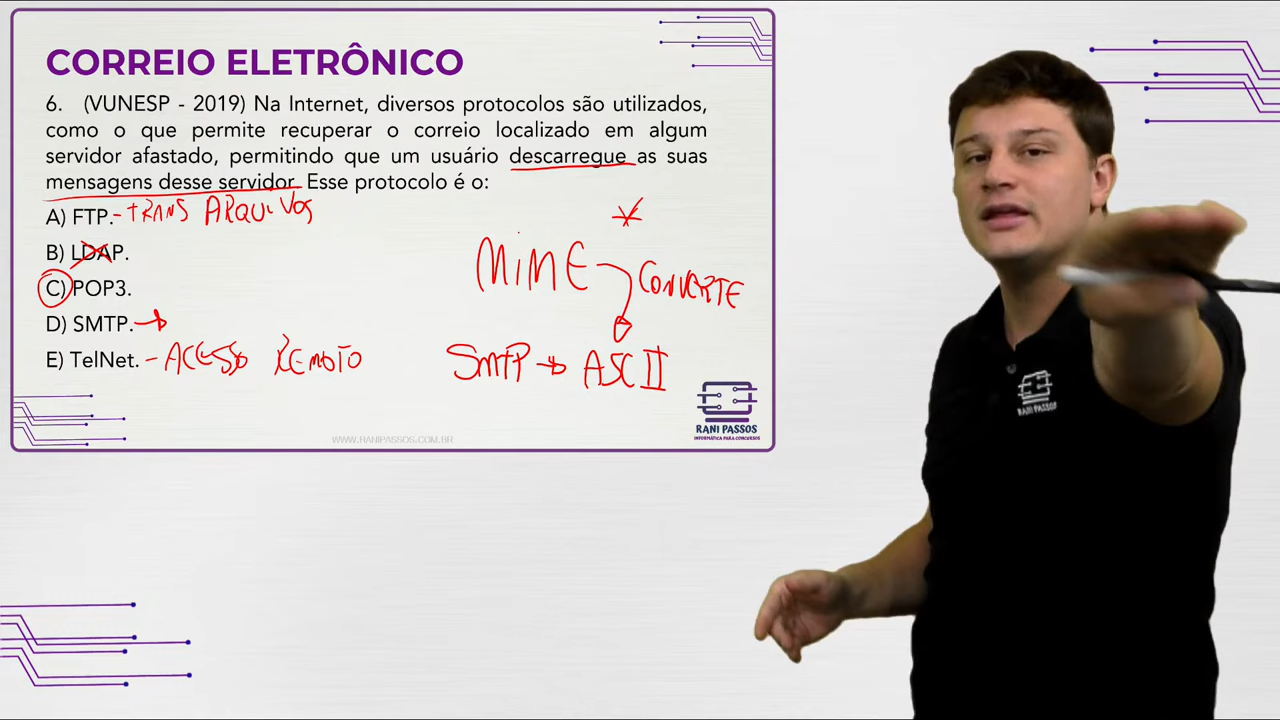 CORREIO ELETRÔNICO
6. (VUNESP - 2019) Na Internet, diversos protocolos são utilizados,
como o que permite recuperar o correio localizado em algum
servidor afastado, permitindo que um usuário descarregue as suas
mensagens desse servidor. Esse protocolo é o:
A) FTP. - TRANS ARQUIVOS
B) LDAP.
C) POP3.
D) SMTP.
E) TelNet. - ACESSO REMOTO
MIME
CONVERTE
SMTP → ASCII
WWW.RANIPASSOS.COM.BR
RANI PASSOS
INFORMÁTICA PARA CONCURSOS
RANI PASSOS